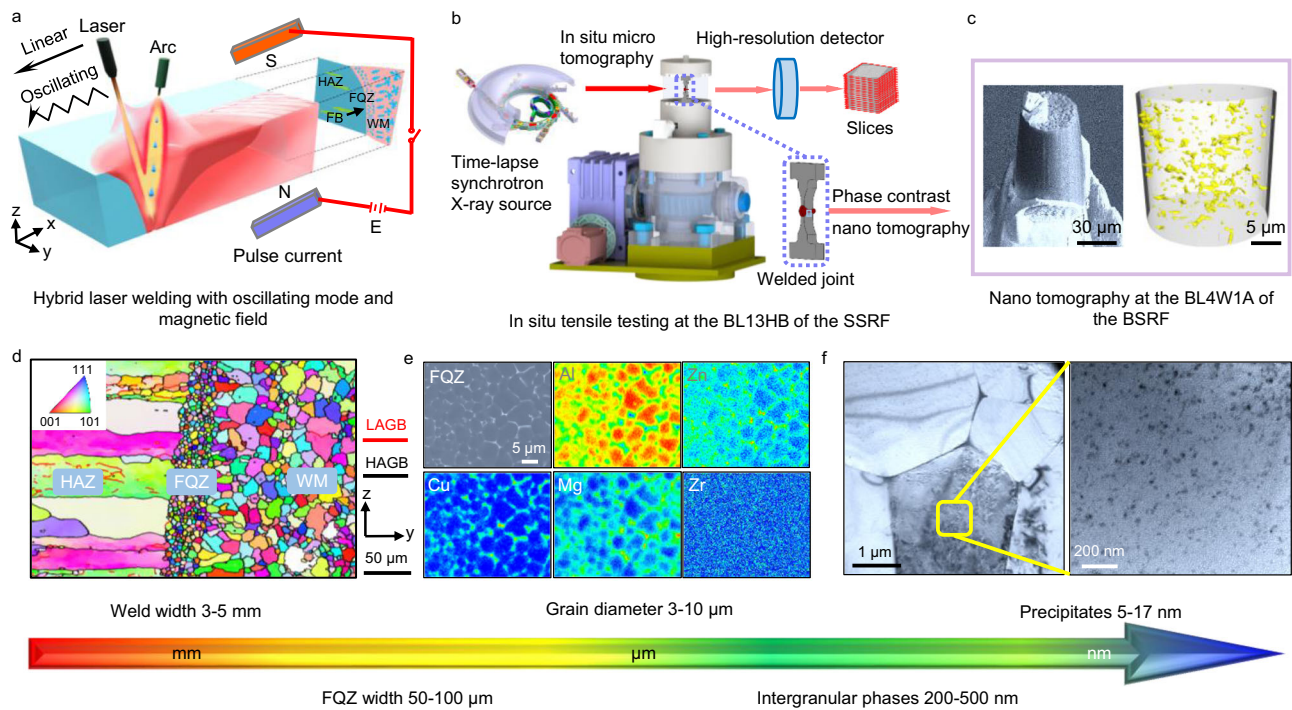 a
Laser
Linear
Oscillating
Arc
S
HAZ
FQZ
FB
WM
N
E
z
x
y
Pulse current
Hybrid laser welding with oscillating mode and
magnetic field
b
In situ micro
tomography
High-resolution detector
Slices
Time-lapse
synchrotron
X-ray source
Phase contrast
nano tomography
Welded joint
In situ tensile testing at the BL13HB of the SSRF
c
30 µm
5 µm
Nano tomography at the BL4W1A of
the BSRF
d
111
001
101
HAZ
FQZ
WM
LAGB
HAGB
z
y
50 µm
e
FQZ
5 µm
Al
Zn
Cu
Mg
Zr
f
1 µm
200 nm
Weld width 3-5 mm
Grain diameter 3-10 µm
Precipitates 5-17 nm
mm
µm
nm
FQZ width 50-100 µm
Intergranular phases 200-500 nm